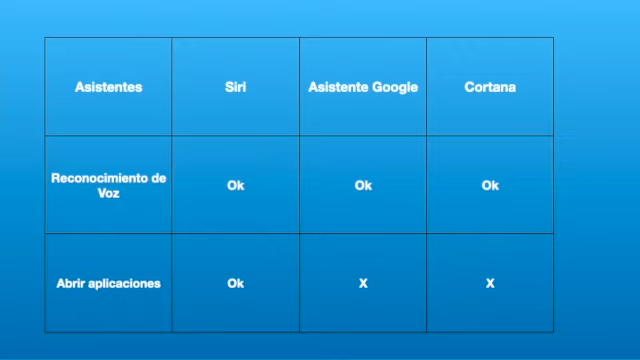 Asistentes Siri Asistente Google Cortana
Reconocimiento de
Voz Ok Ok Ok
Abrir aplicaciones Ok X X